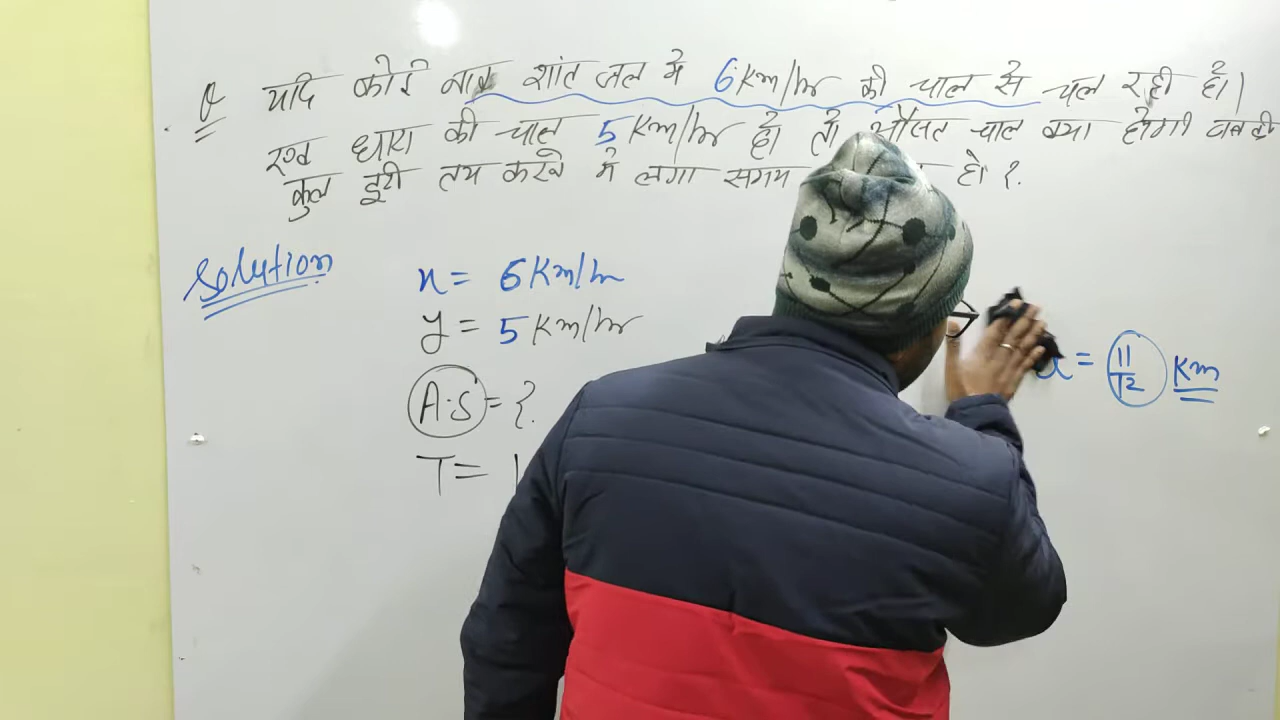 Q यदि कोई नाव शांत जल मे 6 Km/hr की चाल से चल रही हो।
एवं धारा की चाल 5 Km/hr हो तो औसत चाल क्या होगी जबकी
कुल दूरी तय करने मे लगा समय हो ?
Solution
x = 6 Km/hr
y = 5 Km/hr
A.S = ?
T =
= 11/12 Km